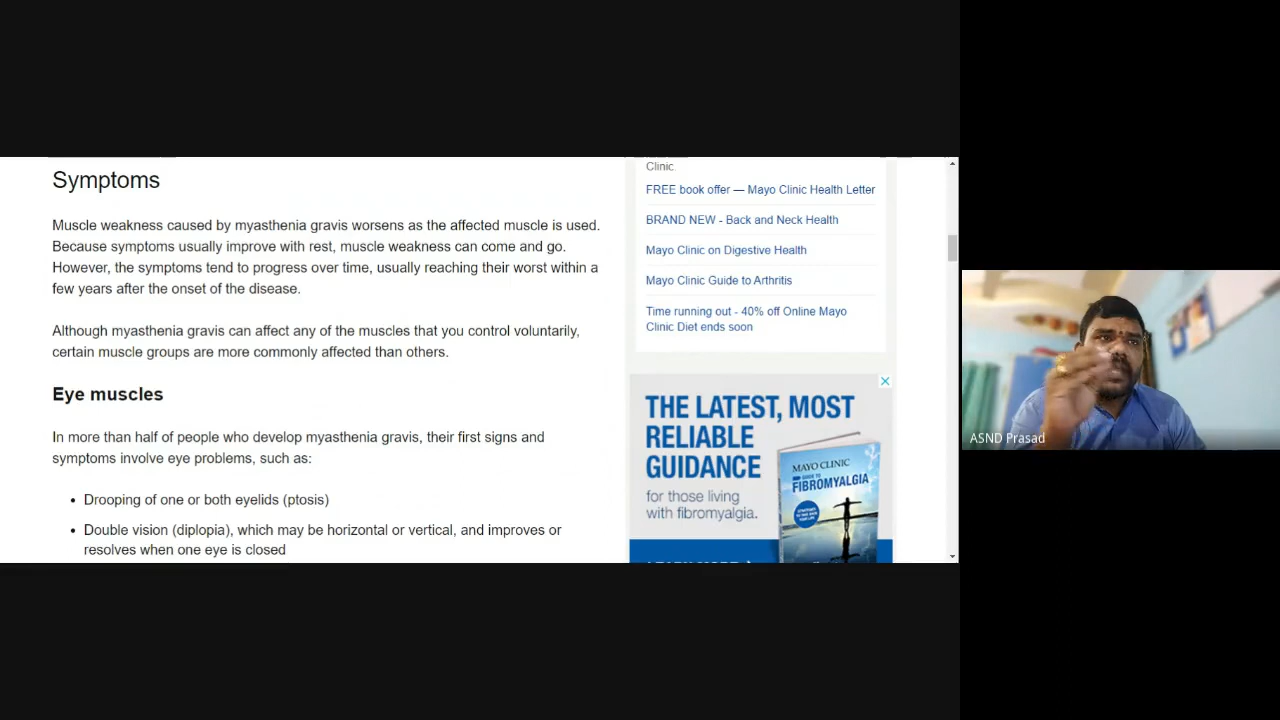 Symptoms
Muscle weakness caused by myasthenia gravis worsens as the affected muscle is used.
Because symptoms usually improve with rest, muscle weakness can come and go.
However, the symptoms tend to progress over time, usually reaching their worst within a
few years after the onset of the disease.
Although myasthenia gravis can affect any of the muscles that you control voluntarily,
certain muscle groups are more commonly affected than others.
Eye muscles
In more than half of people who develop myasthenia gravis, their first signs and
symptoms involve eye problems, such as:
• Drooping of one or both eyelids (ptosis)
• Double vision (diplopia), which may be horizontal or vertical, and improves or
resolves when one eye is closed
Clinic
FREE book offer — Mayo Clinic Health Letter
BRAND NEW - Back and Neck Health
Mayo Clinic on Digestive Health
Mayo Clinic Guide to Arthritis
Time running out - 40% off Online Mayo
Clinic Diet ends soon
THE LATEST, MOST
RELIABLE
GUIDANCE
for those living
with fibromyalgia.
MAYO CLINIC
FIBROMYALGIA
ASND Prasad